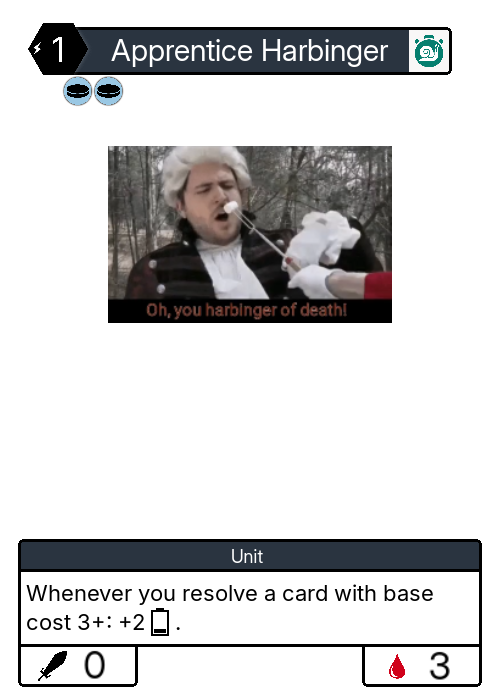 1 Apprentice Harbinger
Oh, you harbinger of death!
Unit
Whenever you resolve a card with base
cost 3+: +2 .
0 3